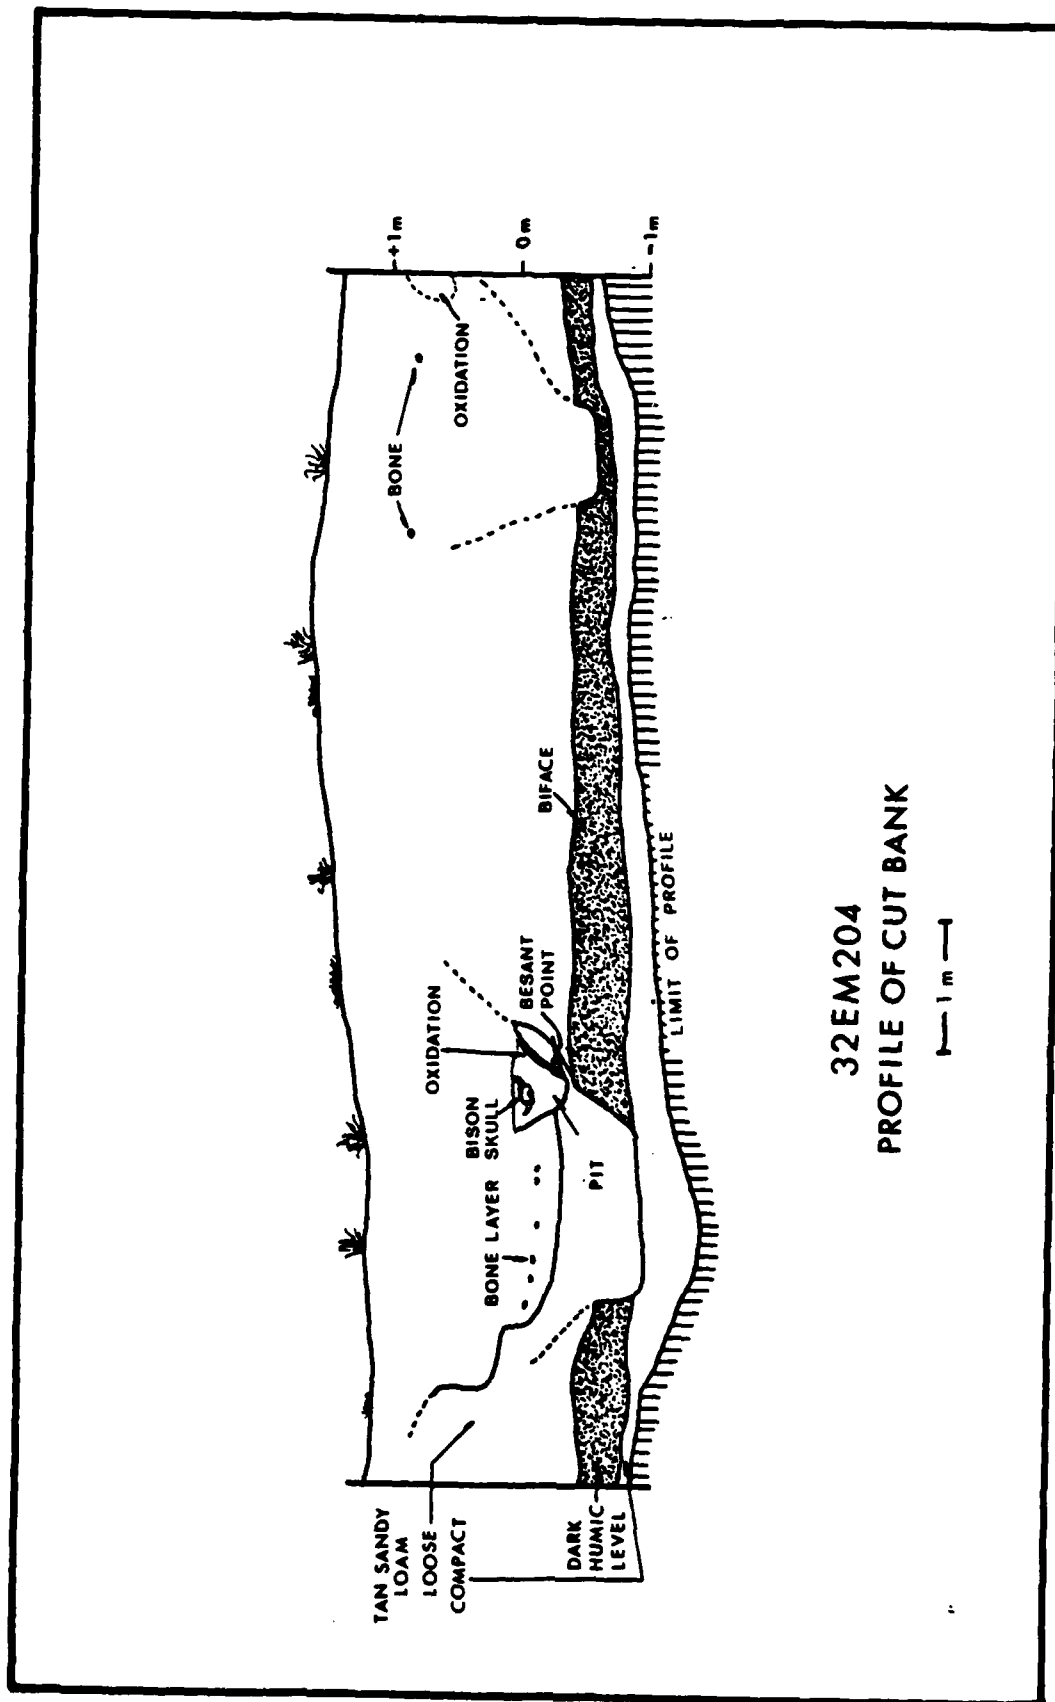 TAN SANDY
LOAM
LOOSE
COMPACT
DARK
HUMIC
LEVEL
BONE LAYER
BISON
SKULL
OXIDATION
BESANT
POINT
PIT
BIFACE
BONE
OXIDATION
+1m
0m
-1m
LIMIT OF PROFILE
32EM204
PROFILE OF CUT BANK
1m